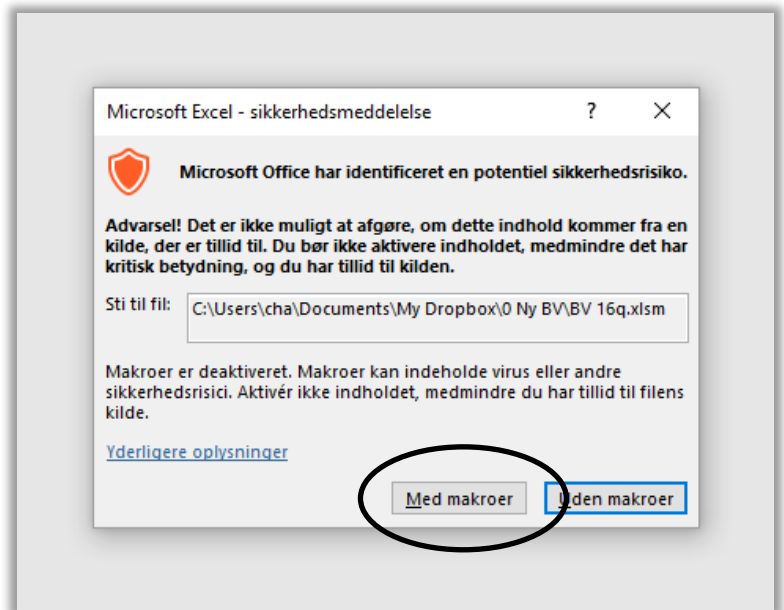 Microsoft Excel - sikkerhedsmeddelelse ?
Microsoft Office har identificeret en potentiel sikkerhedsrisiko.
Advarsel! Det er ikke muligt at afgøre, om dette indhold kommer fra en
kilde, der er tillid til. Du bør ikke aktivere indholdet, medmindre det har
kritisk betydning, og du har tillid til kilden.
Sti til fil: C:\Users\cha\Documents\My Dropbox\0 Ny BV\BV 16q.xlsm
Makroer er deaktiveret. Makroer kan indeholde virus eller andre
sikkerhedsrisici. Aktivér ikke indholdet, medmindre du har tillid til filens
kilde.
Yderligere oplysninger
Med makroer Uden makroer